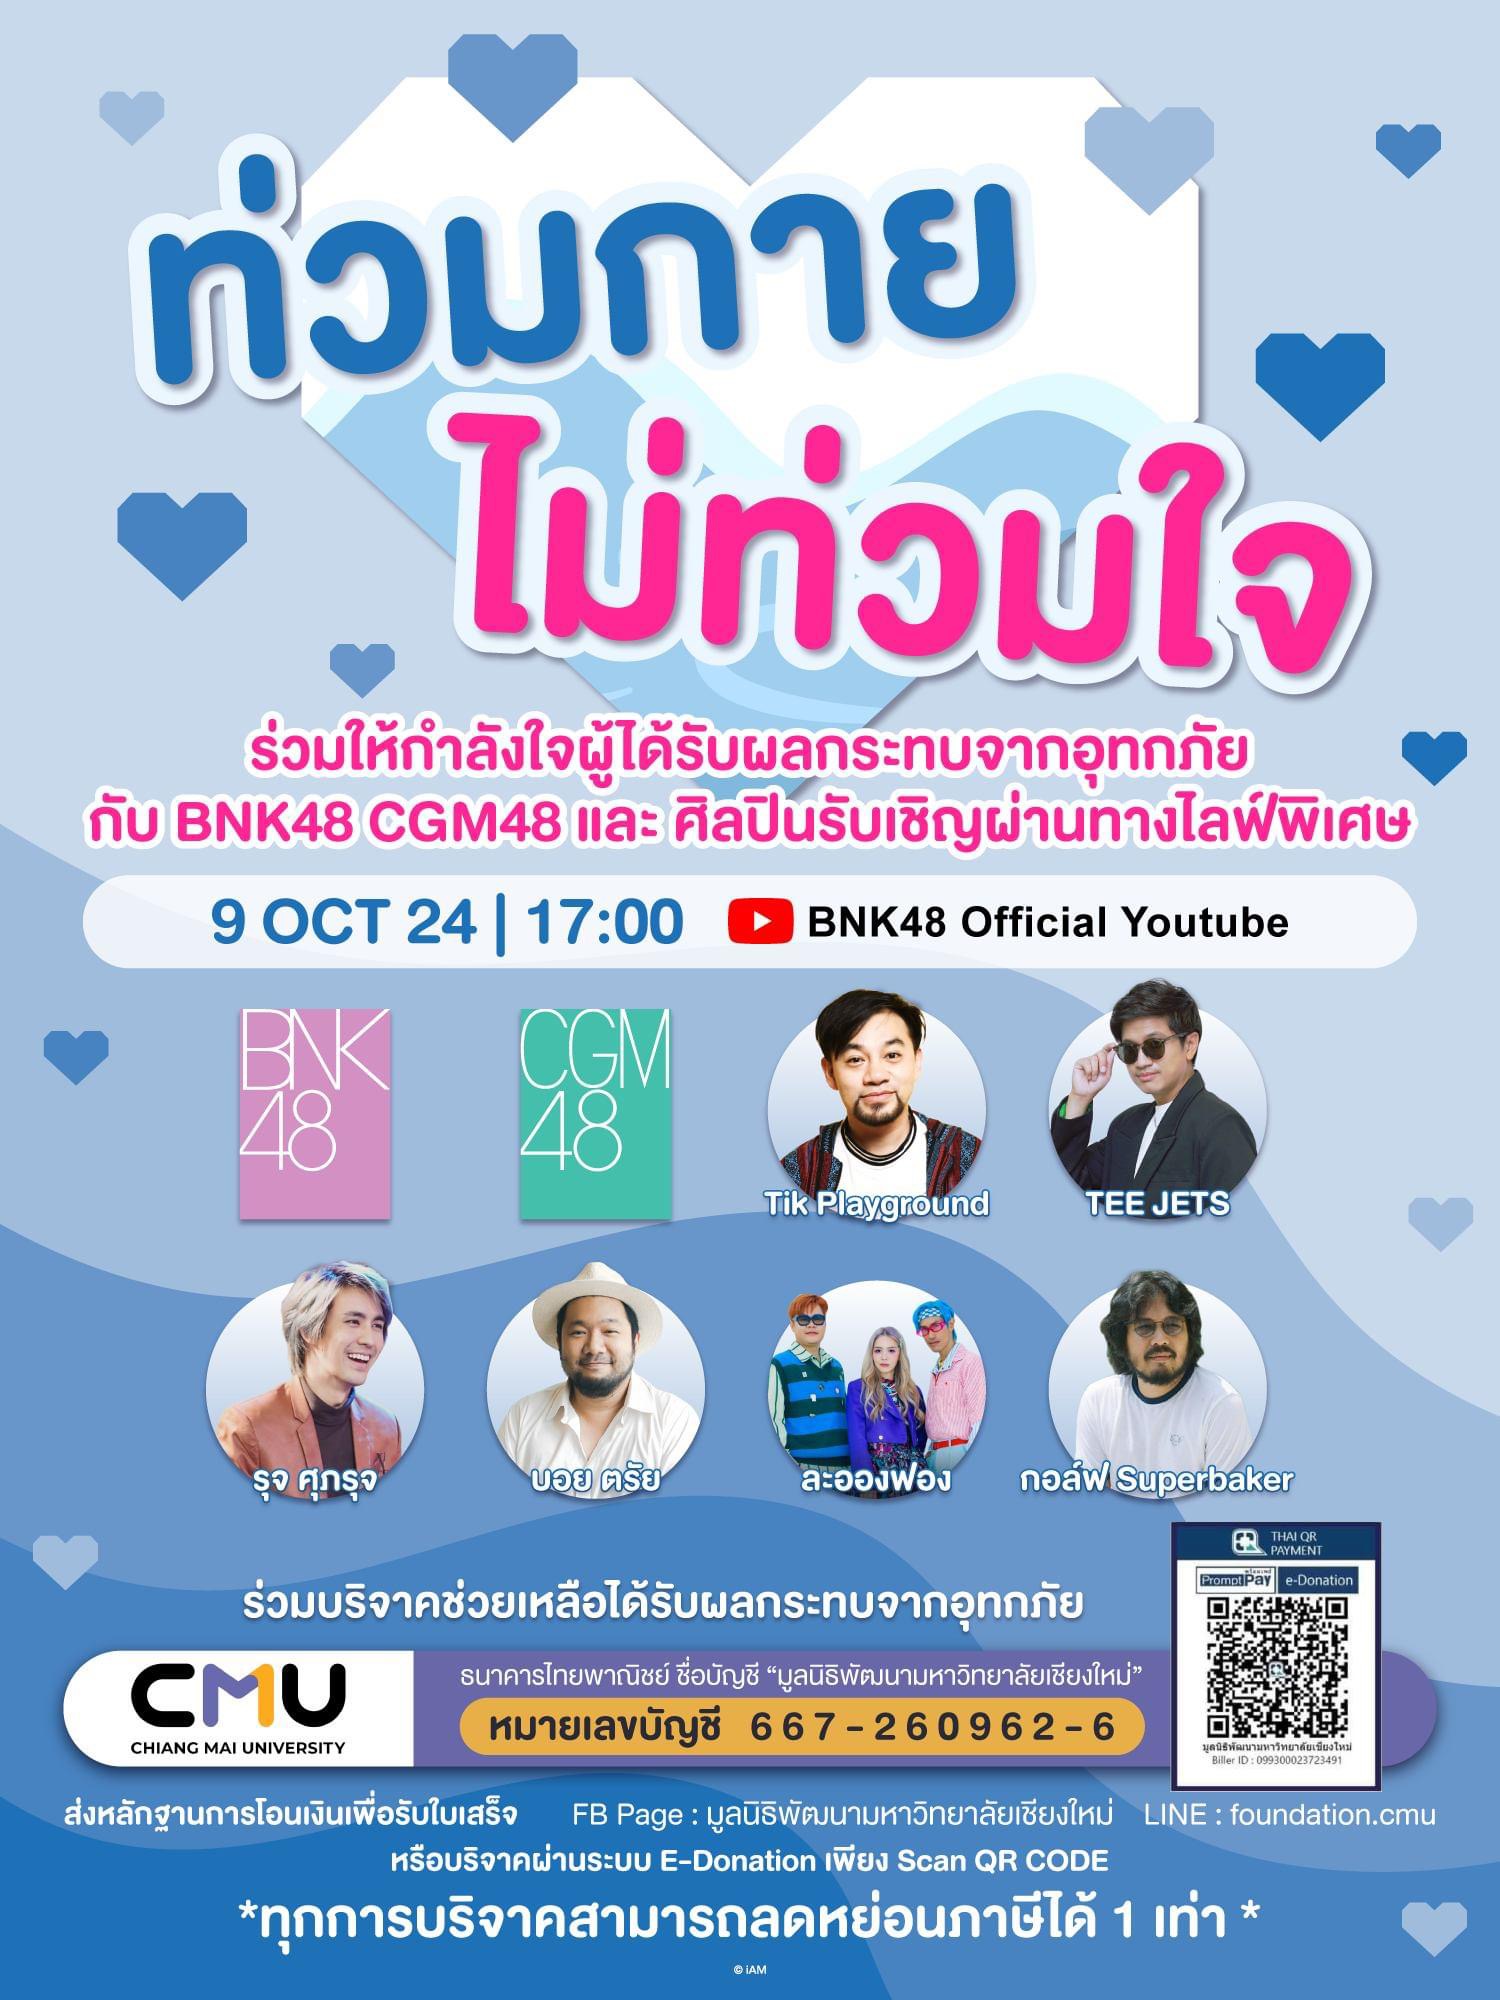 ท่วมกาย
ไม่ท่วมใจ
ร่วมให้กำลังใจผู้ได้รับผลกระทบจากอุทกภัย
กับ BNK48 CGM48 และ ศิลปินรับเชิญผ่านทางไลฟ์พิเศษ
9 OCT 24 | 17:00 BNK48 Official Youtube
BNK
48
CGM
48
Tik Playground
TEE JETS
รุจ ศุภรุจ
บอย ตรัย
ละอองฟอง
กอล์ฟ Superbaker
THAI QR
PAYMENT
พร้อมเพย์
PromptPay e-Donation
มูลนิธิพัฒนามหาวิทยาลัยเชียงใหม่
Biller ID : 099300023723491
ร่วมบริจาคช่วยเหลือได้รับผลกระทบจากอุทกภัย
CMU
CHIANG MAI UNIVERSITY
ธนาคารไทยพาณิชย์ ชื่อบัญชี “มูลนิธิพัฒนามหาวิทยาลัยเชียงใหม่”
หมายเลขบัญชี 667-260962-6
ส่งหลักฐานการโอนเงินเพื่อรับใบเสร็จ FB Page : มูลนิธิพัฒนามหาวิทยาลัยเชียงใหม่ LINE : foundation.cmu
หรือบริจาคผ่านระบบ E-Donation เพียง Scan QR CODE
*ทุกการบริจาคสามารถลดหย่อนภาษีได้ 1 เท่า *
© iAM